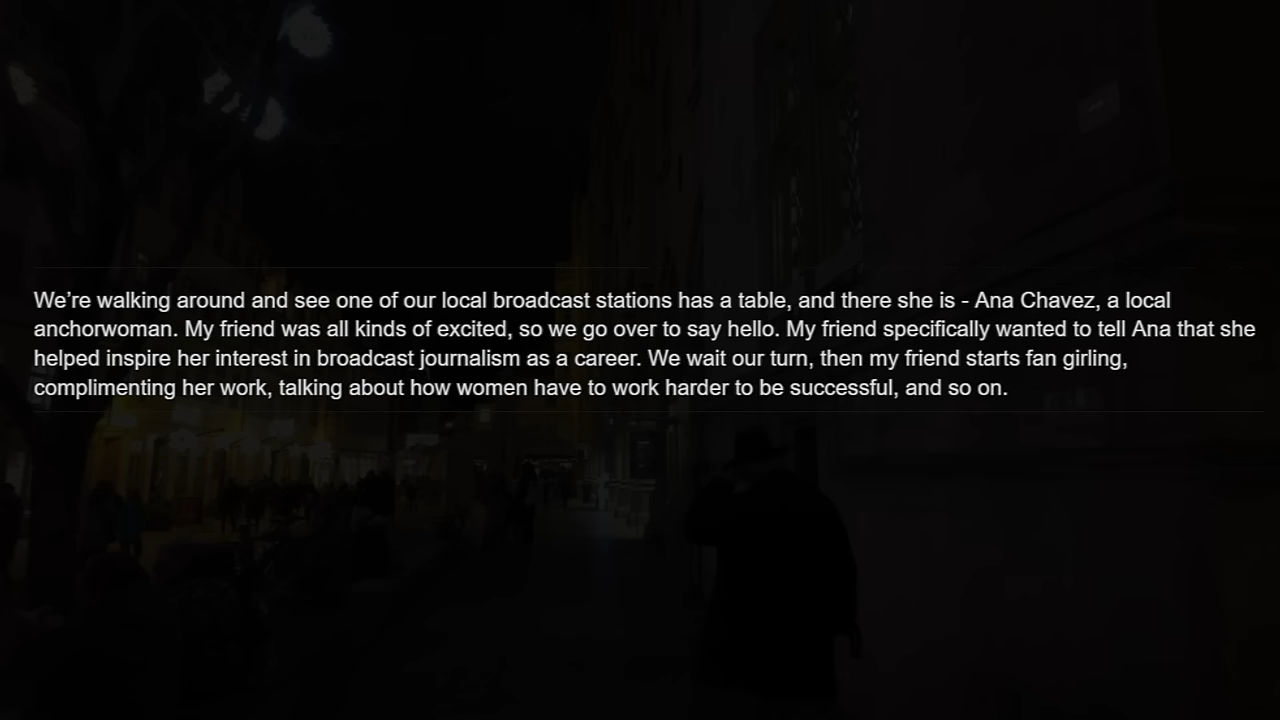 We’re walking around and see one of our local broadcast stations has a table, and there she is - Ana Chavez, a local
anchorwoman. My friend was all kinds of excited, so we go over to say hello. My friend specifically wanted to tell Ana that she
helped inspire her interest in broadcast journalism as a career. We wait our turn, then my friend starts fan girling,
complimenting her work, talking about how women have to work harder to be successful, and so on.